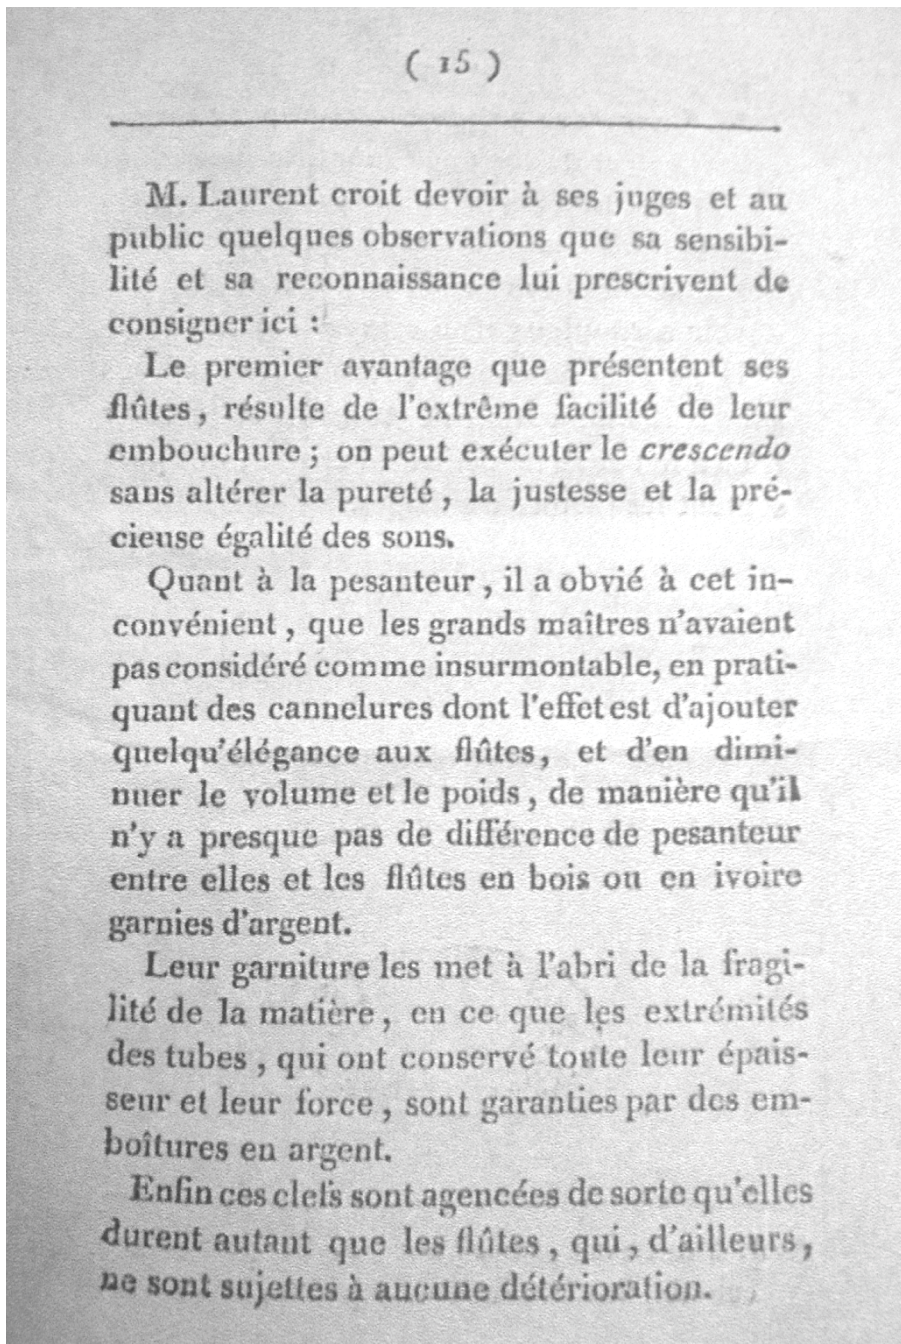 ( 15 )
M. Laurent croit devoir à ses juges et au
public quelques observations que sa sensibi-
lité et sa reconnaissance lui prescrivent de
consigner ici :
Le premier avantage que présentent ses
flûtes, résulte de l'extrême facilité de leur
embouchure ; on peut exécuter le crescendo
sans altérer la pureté, la justesse et la pré-
cieuse égalité des sons.
Quant à la pesanteur, il a obvié à cet in-
convénient, que les grands maîtres n'avaient
pas considéré comme insurmontable, en prati-
quant des cannelures dont l'effet est d'ajouter
quelqu'élégance aux flûtes, et d'en dimi-
nuer le volume et le poids, de manière qu'il
n'y a presque pas de différence de pesanteur
entre elles et les flûtes en bois ou en ivoire
garnies d'argent.
Leur garniture les met à l'abri de la fragi-
lité de la matière, en ce que les extrémités
des tubes, qui ont conservé toute leur épais-
seur et leur force, sont garanties par des em-
boîtures en argent.
Enfin ces clefs sont agencées de sorte qu'elles
durent autant que les flûtes, qui, d'ailleurs,
ne sont sujettes à aucune détérioration.